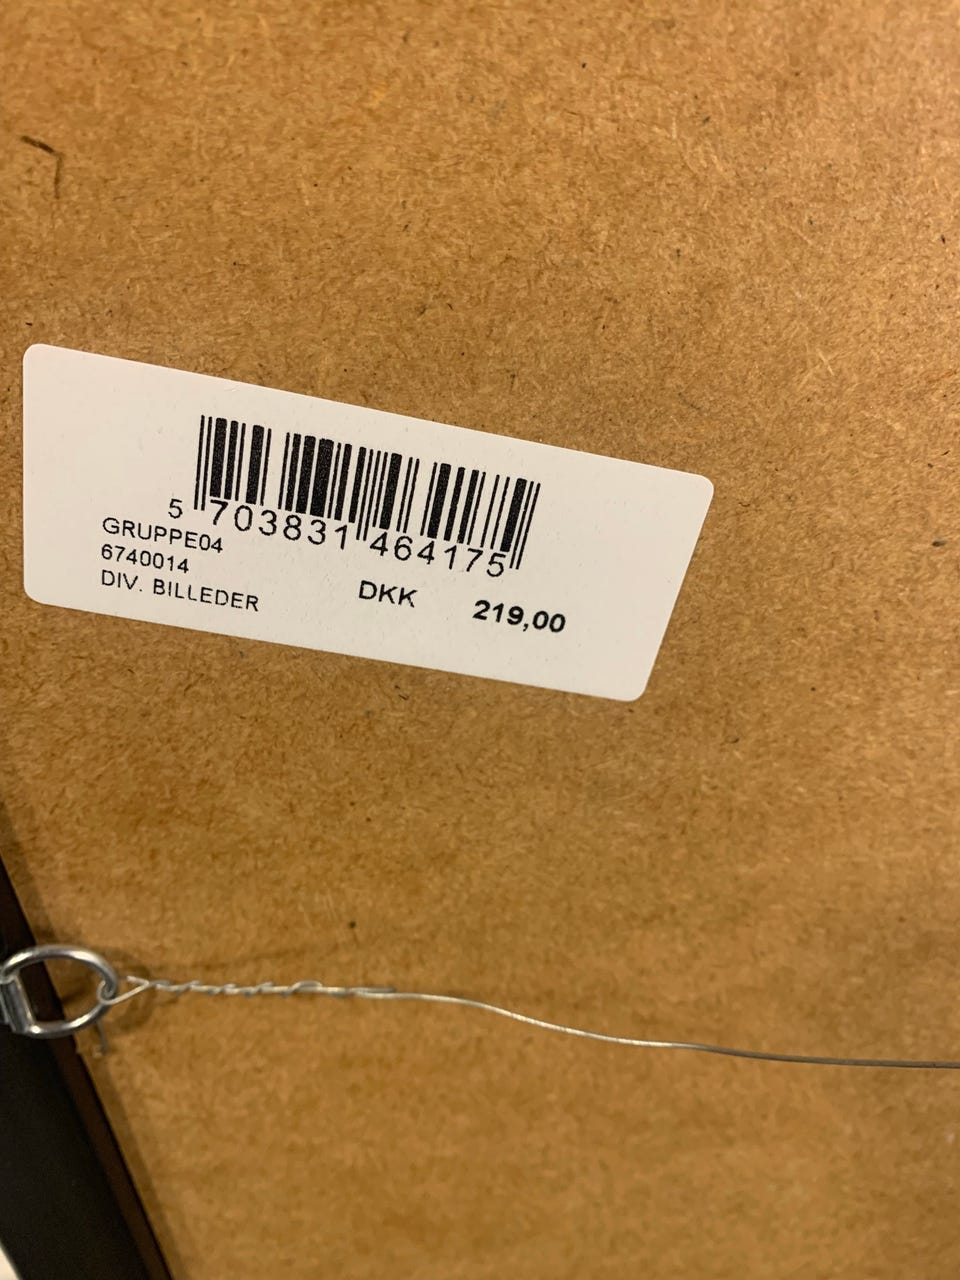 5 703831 464175
GRUPPE04
6740014
DIV. BILLEDER DKK 219,00